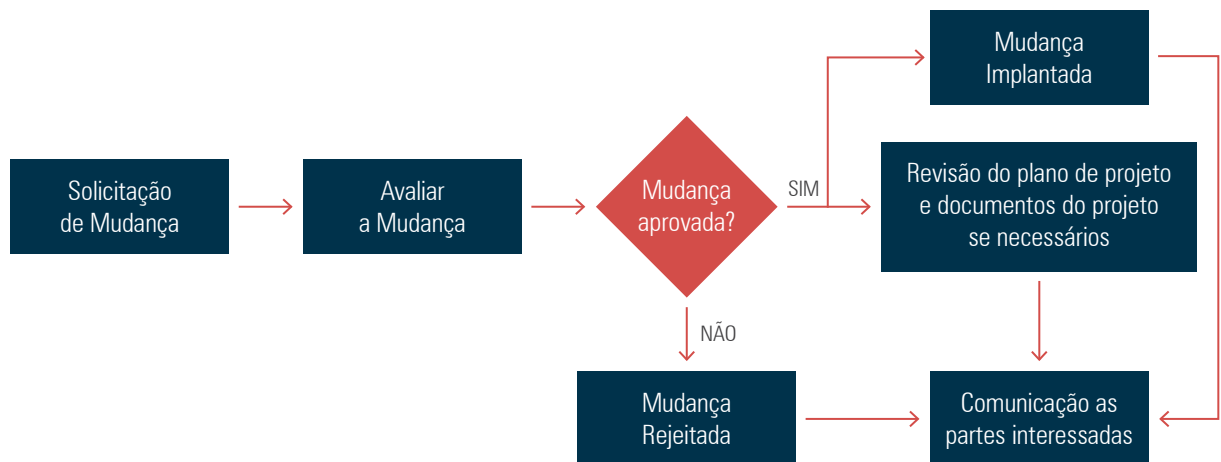 Solicitação
de Mudança
Avaliar
a Mudança
Mudança
aprovada?
SIM
Mudança
Implantada
Revisão do plano de projeto
e documentos do projeto
se necessários
NÃO
Mudança
Rejeitada
Comunicação as
partes interessadas